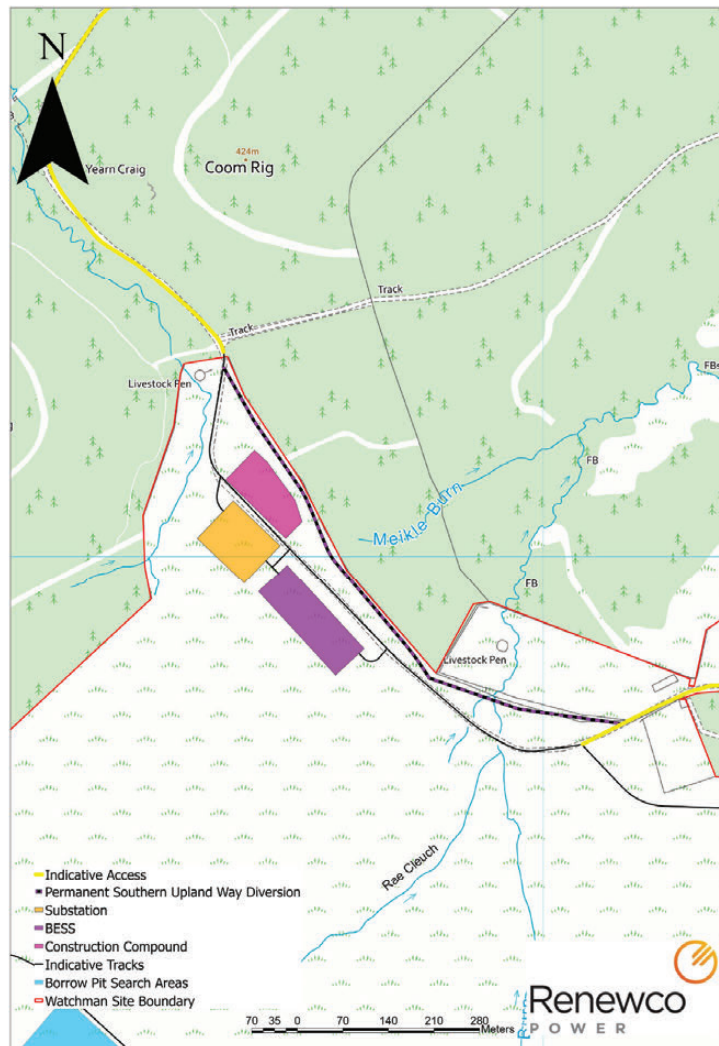 N
424m
Coom Rig
Yearn Craig
Track
Track
Livestock Pen
FBs
FB
Meikle Burn
FB
Livestock Pen
Rae Cleuch
Indicative Access
Permanent Southern Upland Way Diversion
Substation
BESS
Construction Compound
Indicative Tracks
Borrow Pit Search Areas
Watchman Site Boundary
70 35 0 70 140 210 280
Meters
Renewco
POWER